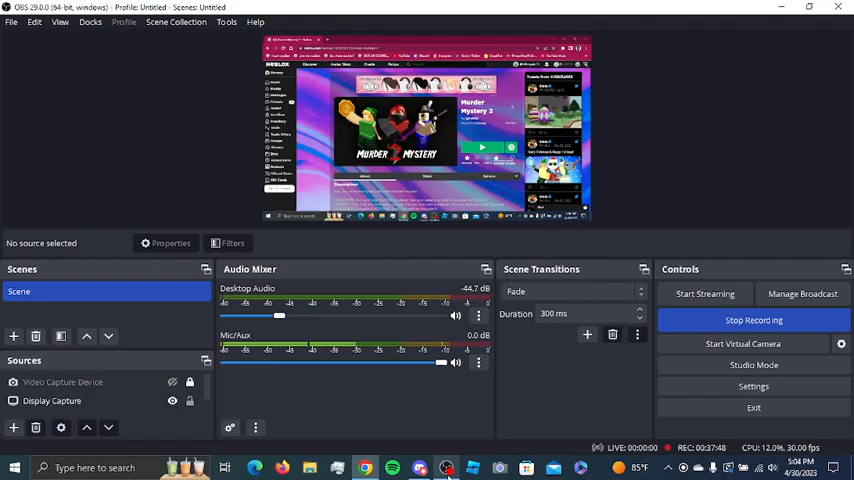 OBS 29.0.0 (64-bit, windows) - Profile: Untitled - Scenes: Untitled
File Edit View Docks Profile Scene Collection Tools Help
ROBLOX
Murder
Mystery 2
MURDER MYSTERY
Description
No source selected Properties Filters
Scenes
Scene
Sources
Video Capture Device
Display Capture
Audio Mixer
Desktop Audio -44.7 dB
-60 -55 -50 -45 -40 -35 -30 -25 -20 -15 -10 -5 0
Mic/Aux 0.0 dB
-60 -55 -50 -45 -40 -35 -30 -25 -20 -15 -10 -5 0
Scene Transitions
Fade
Duration 300 ms
Controls
Start Streaming Manage Broadcast
Stop Recording
Start Virtual Camera
Studio Mode
Settings
Exit
LIVE: 00:00:00 REC: 00:37:48 CPU: 12.0%, 30.00 fps
Type here to search 85°F 5:04 PM
4/30/2023